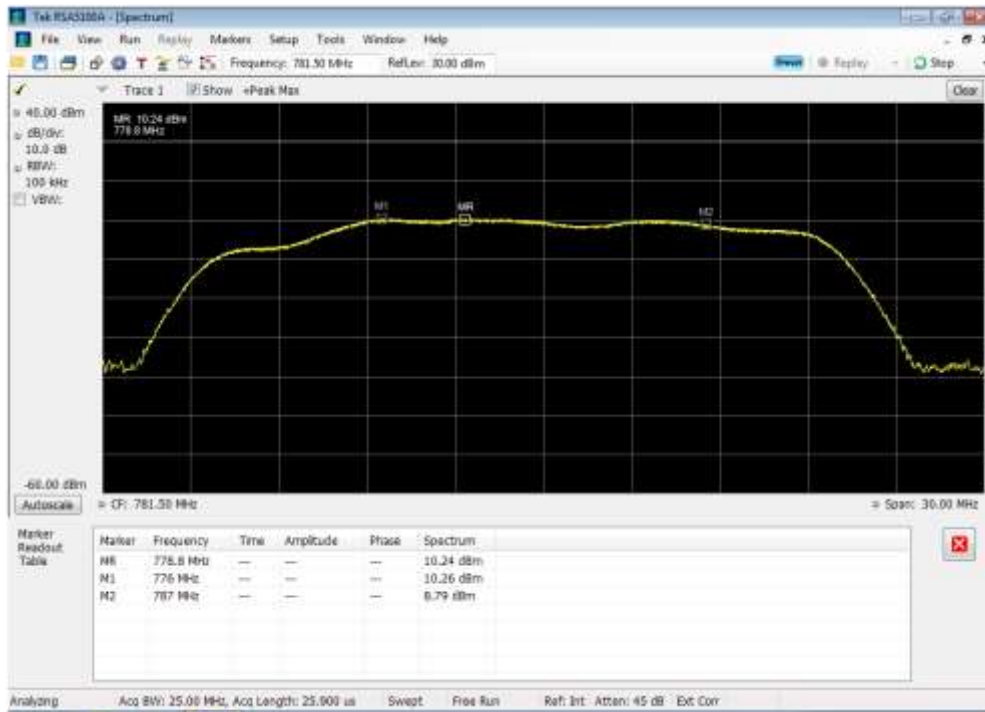 Tek RSA5100A - [Spectrum]
File View Run Replay Markers Setup Tools Window Help
Frequency: 781.50 MHz RefLev: 30.00 dBm Preset Replay Stop
Trace 1 Show +Peak Max Clear
40.00 dBm
dB/div:
10.0 dB
RBW:
100 kHz
VBW:
MR: 10.24 dBm
778.8 MHz
M1 MR M2
-60.00 dBm
Autoscale CF: 781.50 MHz Span: 30.00 MHz
Marker
Readout
Table
Marker Frequency Time Amplitude Phase Spectrum
MR 778.8 MHz --- --- --- 10.24 dBm
M1 776 MHz --- --- --- 10.26 dBm
M2 787 MHz --- --- --- 8.79 dBm
Analyzing Acq BW: 25.00 MHz, Acq Length: 25.900 us Swept Free Run Ref: Int Atten: 45 dB Ext Corr